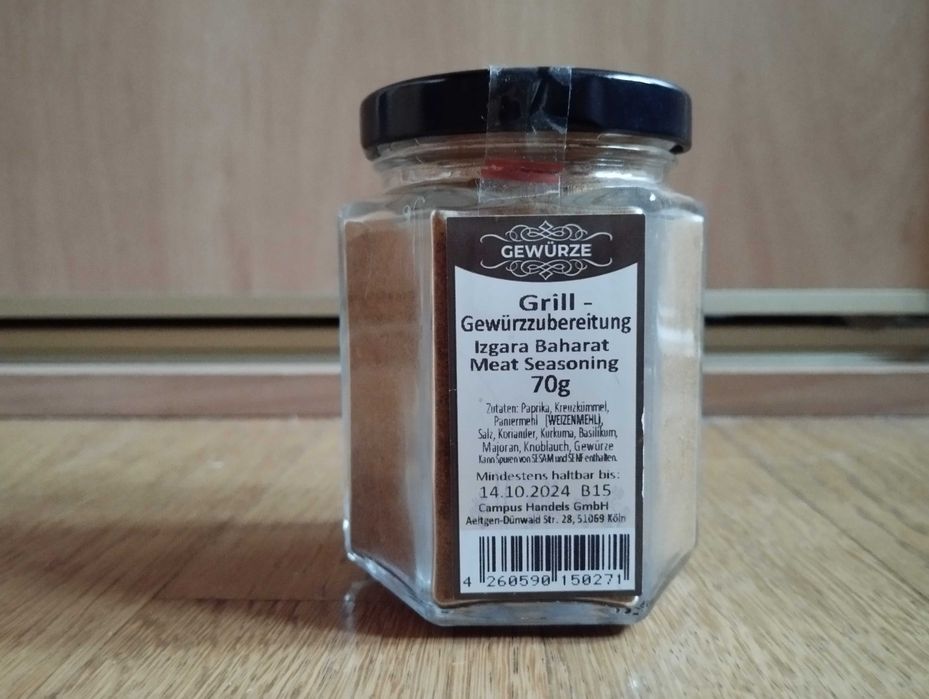 GEWÜRZE
Grill -
Gewürzzubereitung
Izgara Baharat
Meat Seasoning
70g
Zutaten: Paprika, Kreuzkümmel,
Paniermehl (WEIZENMEHL),
Salz, Koriander, Kurkuma, Basilikum,
Majoran, Knoblauch, Gewürze
Kann Spuren von SESAM und SENF enthalten.
Mindestens haltbar bis:
14.10.2024 B15
Campus Handels GmbH
Aeltgen-Dünwald Str. 28, 51069 Köln
4 260590 150271